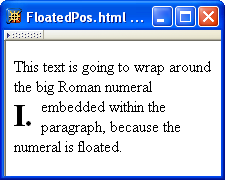 FloatedPos.html ...
This text is going to wrap around
the big Roman numeral
I. embedded within the
paragraph, because the
numeral is floated.